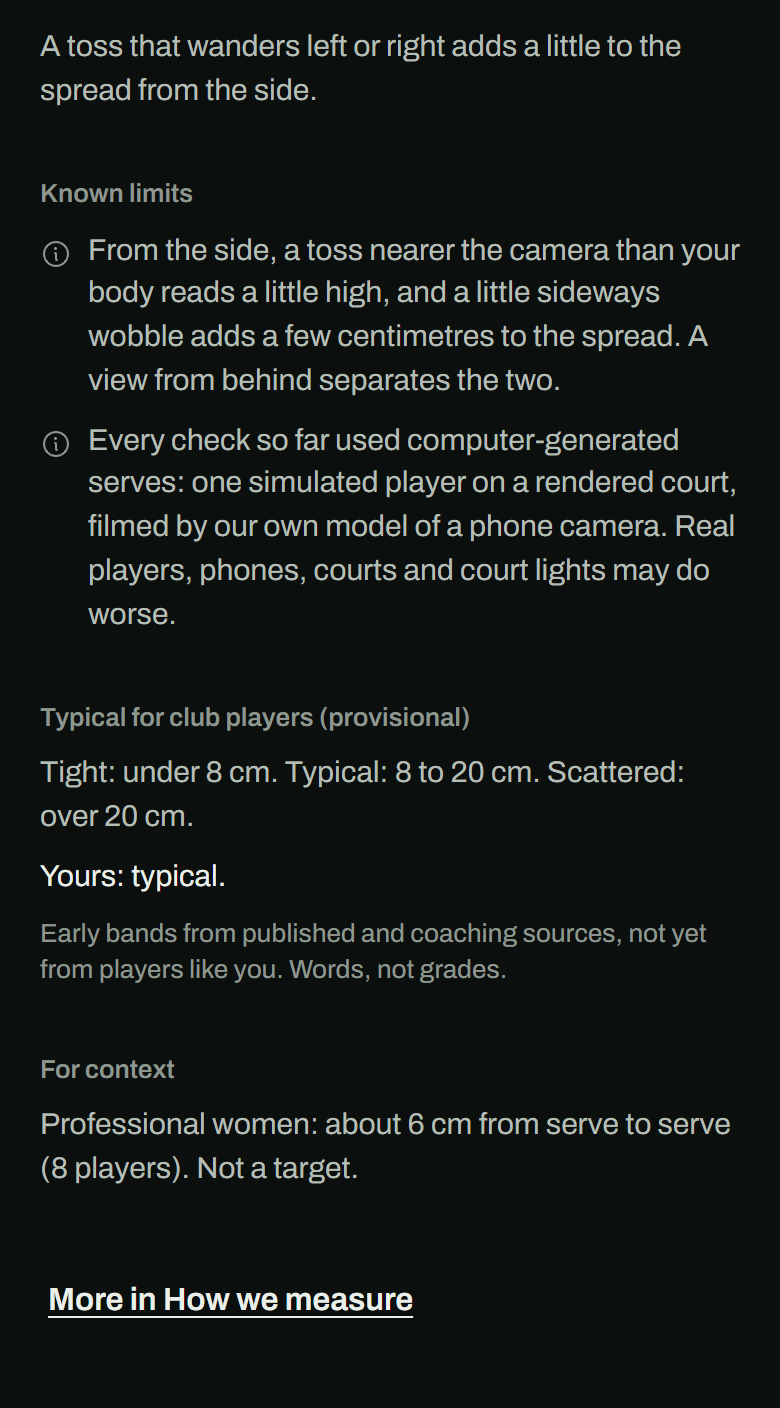 A toss that wanders left or right adds a little to the
spread from the side.
Known limits
From the side, a toss nearer the camera than your
body reads a little high, and a little sideways
wobble adds a few centimetres to the spread. A
view from behind separates the two.
Every check so far used computer-generated
serves: one simulated player on a rendered court,
filmed by our own model of a phone camera. Real
players, phones, courts and court lights may do
worse.
Typical for club players (provisional)
Tight: under 8 cm. Typical: 8 to 20 cm. Scattered:
over 20 cm.
Yours: typical.
Early bands from published and coaching sources, not yet
from players like you. Words, not grades.
For context
Professional women: about 6 cm from serve to serve
(8 players). Not a target.
More in How we measure